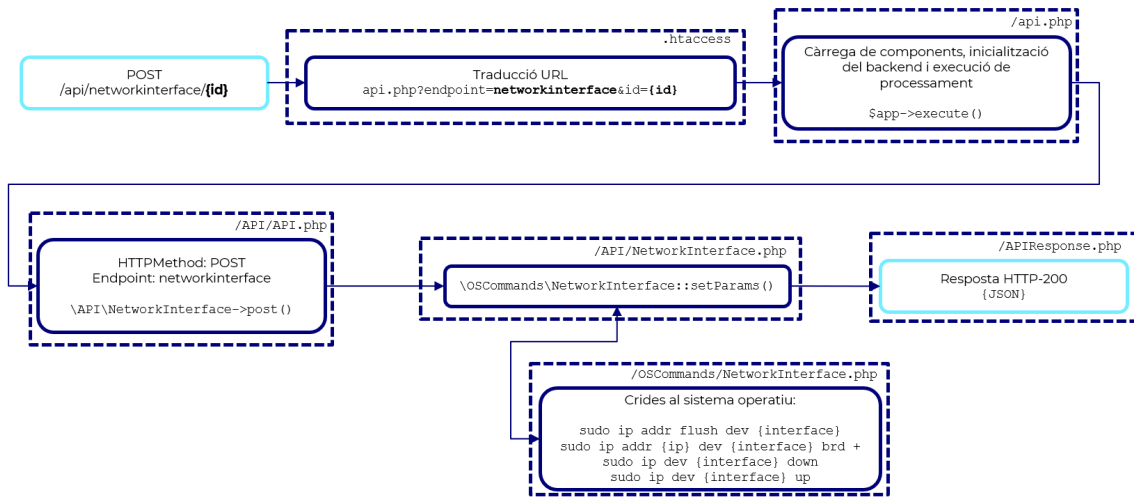 POST
/api/networkinterface/{id}
.htaccess
Traducció URL
api.php?endpoint=networkinterface&id={id}
/api.php
Càrrega de components, inicialització
del backend i execució de
processament
$app->execute()
/API/API.php
HTTPMethod: POST
Endpoint: networkinterface
\API\NetworkInterface->post()
/API/NetworkInterface.php
\OSCommands\NetworkInterface::setParams()
/APIResponse.php
Resposta HTTP-200
{JSON}
/OSCommands/NetworkInterface.php
Crides al sistema operatiu:
sudo ip addr flush dev {interface}
sudo ip addr {ip} dev {interface} brd +
sudo ip dev {interface} down
sudo ip dev {interface} up